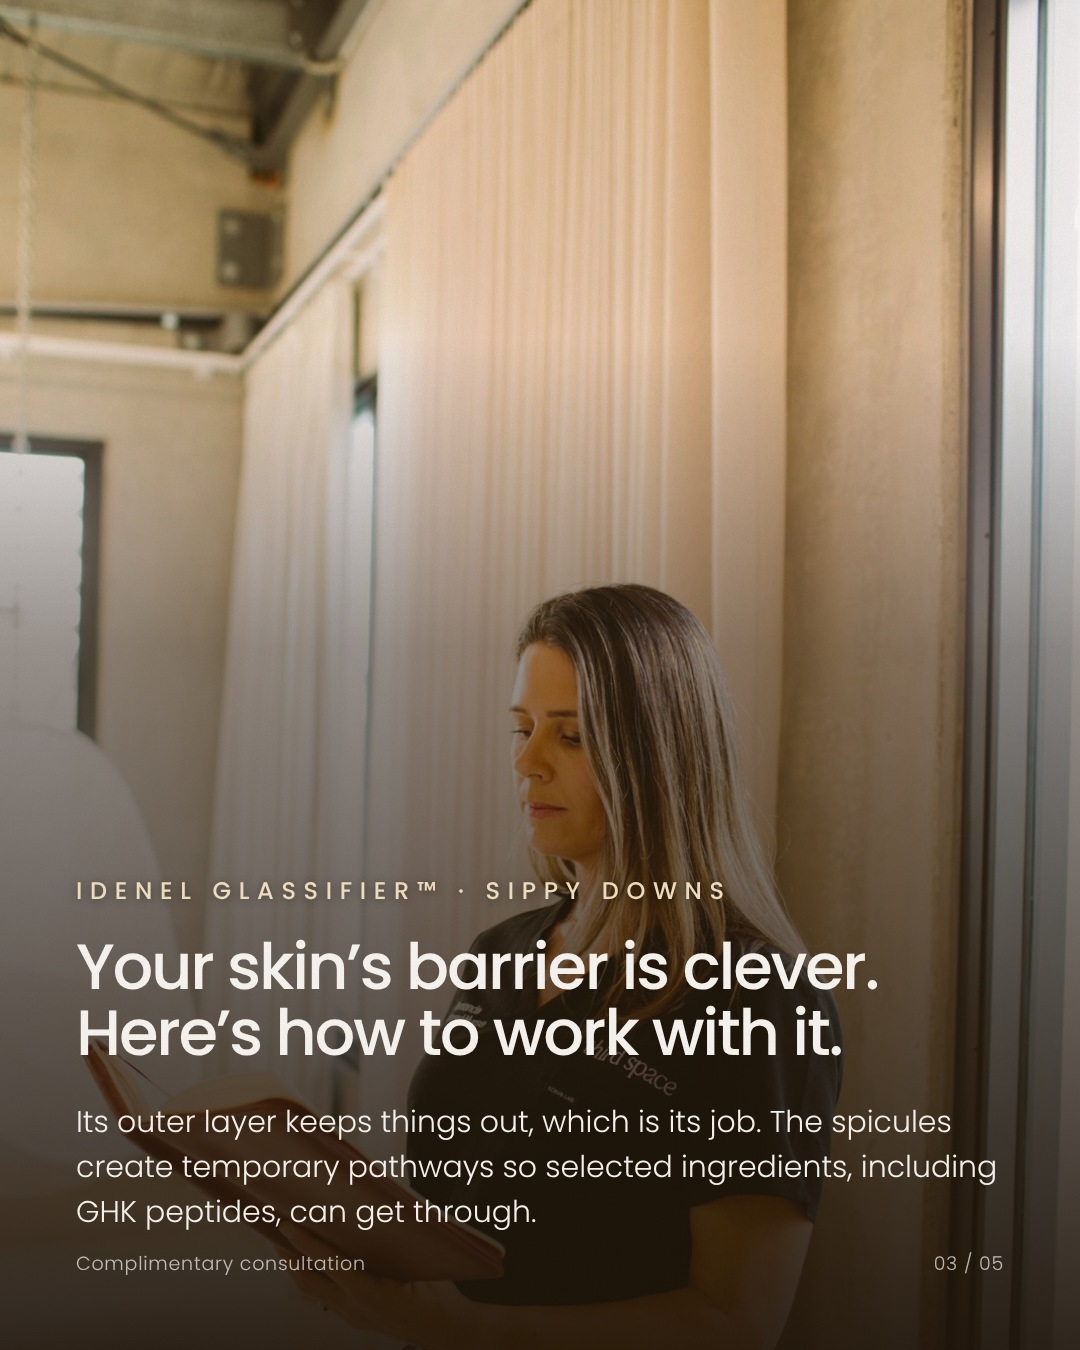 IDENEL GLASSIFIER™ · SIPPY DOWNS
Your skin’s barrier is clever.
Here’s how to work with it.
third space
Its outer layer keeps things out, which is its job. The spicules
create temporary pathways so selected ingredients, including
GHK peptides, can get through.
Complimentary consultation
03 / 05